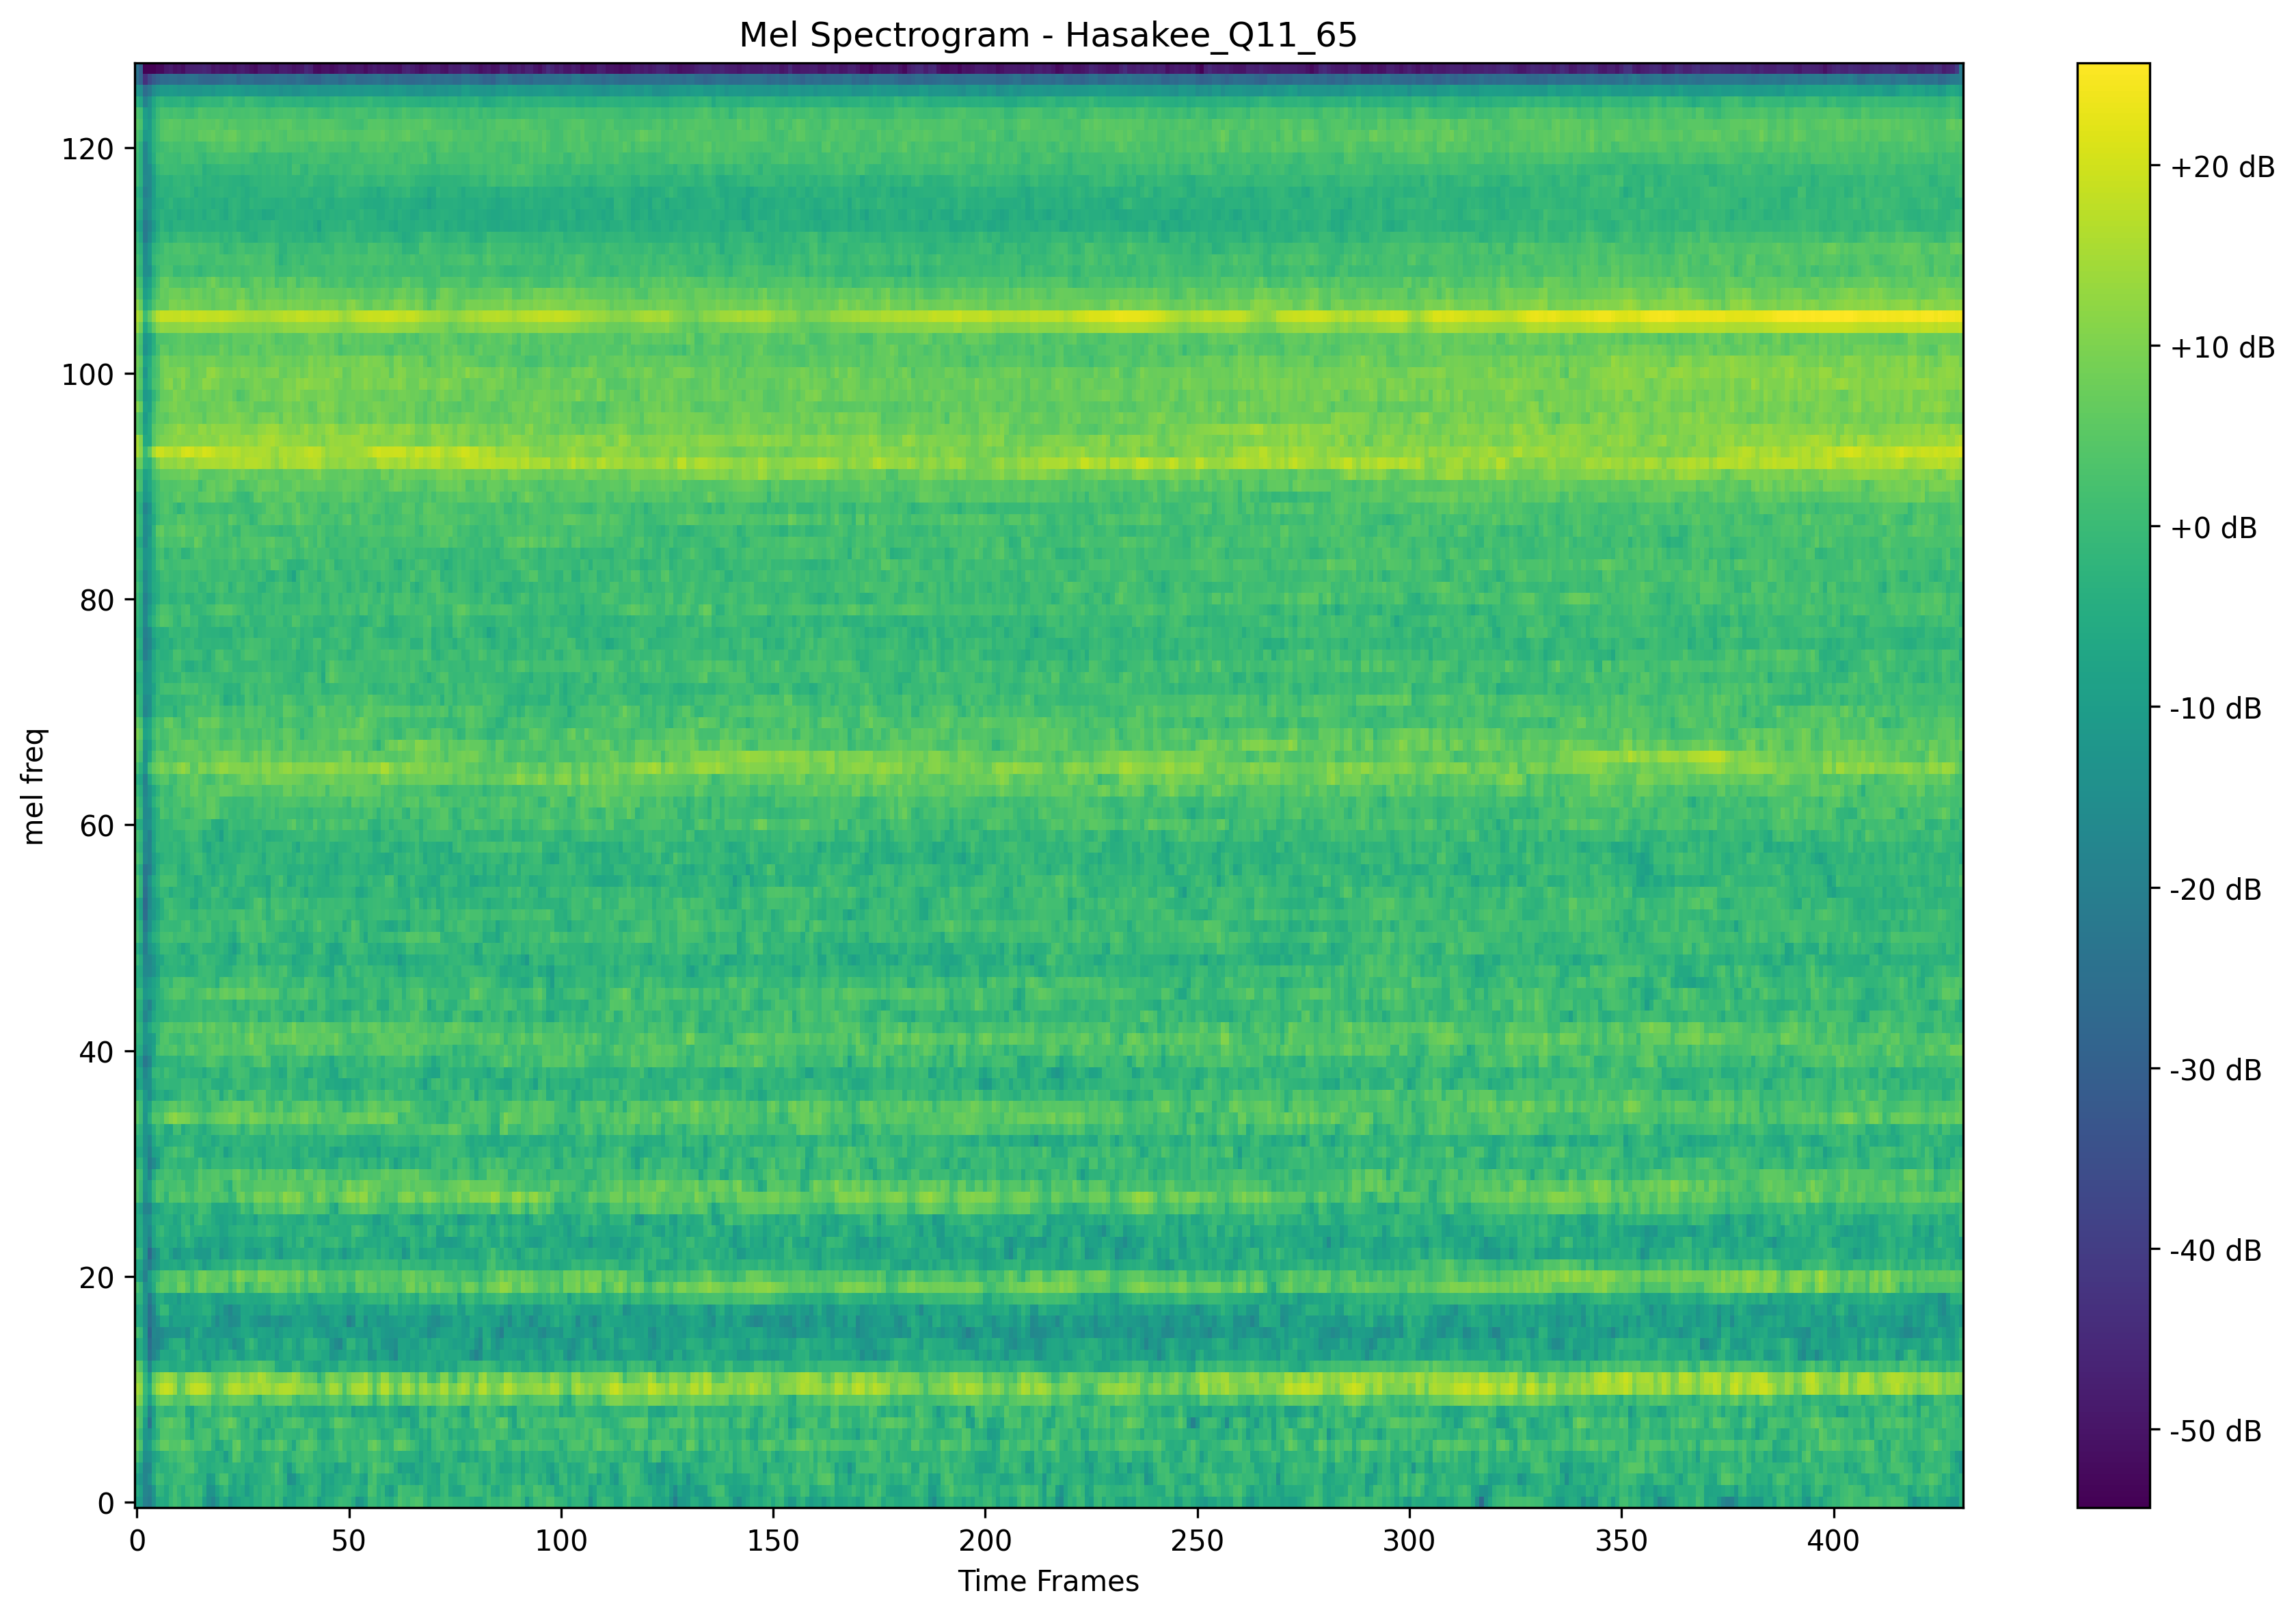 Mel Spectrogram - Hasakee_Q11_65
mel freq
120
100
80
60
40
20
0
0 50 100 150 200 250 300 350 400
Time Frames
+20 dB
+10 dB
+0 dB
-10 dB
-20 dB
-30 dB
-40 dB
-50 dB